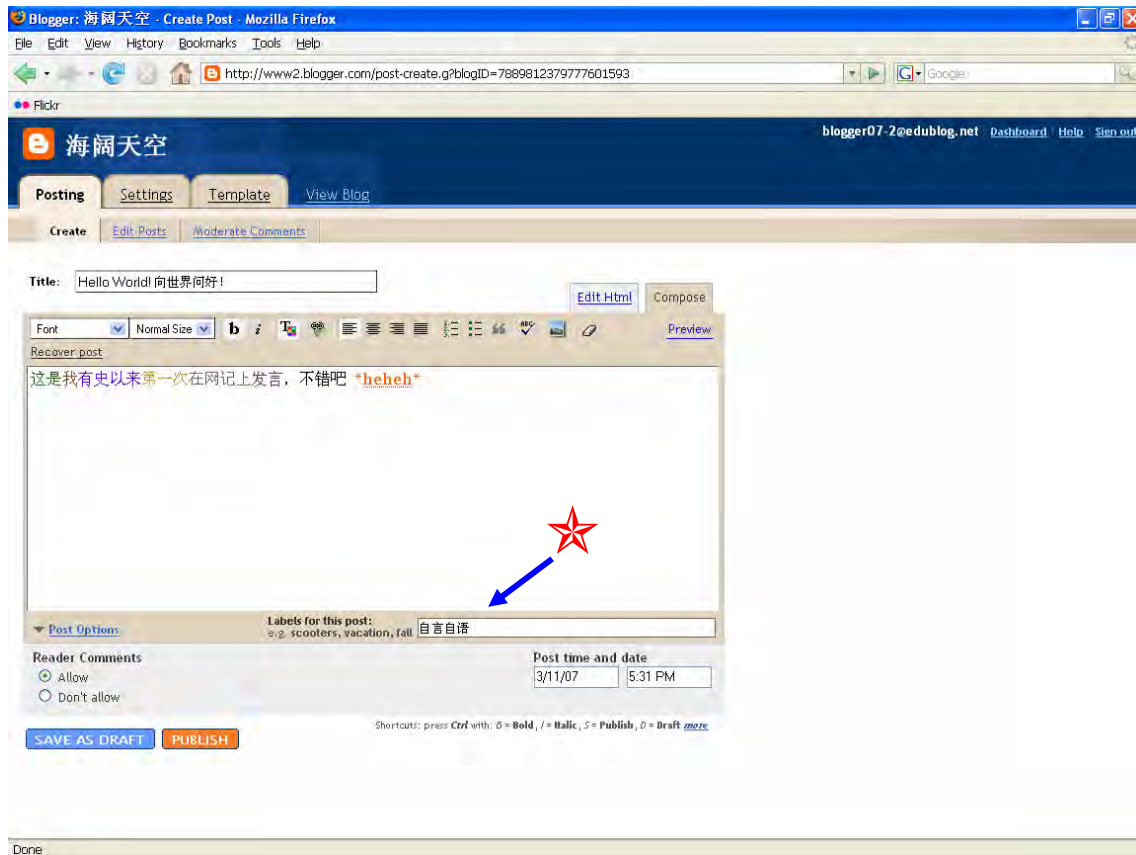 Blogger: 海阔天空 - Create Post - Mozilla Firefox
File Edit View History Bookmarks Tools Help
http://www2.blogger.com/post-create.g?blogID=7889812379777601593 G Google
Flickr
海阔天空 blogger07-2@edublog.net Dashboard Help Sign out
Posting Settings Template View Blog
Create Edit Posts Moderate Comments
Title: Hello World! 向世界问好!
Edit Html Compose
Font Normal Size b i T ABC Preview
Recover post
这是我有史以来第一次在网记上发言，不错吧 *heheh*
Post Options Labels for this post: 自言自语
e.g. scooters, vacation, fall
Reader Comments Post time and date
Allow 3/11/07 5:31 PM
Don't allow
Shortcuts: press Ctrl with: B = Bold, I = Italic, S = Publish, D = Draft more
SAVE AS DRAFT PUBLISH
Done